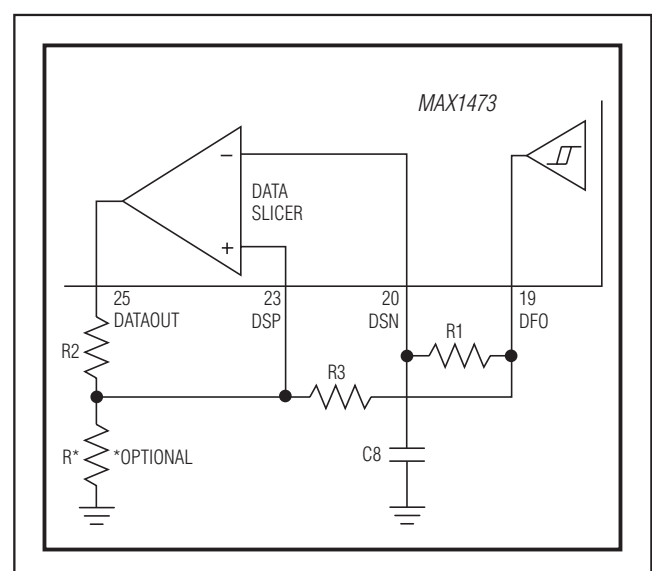 MAX1473
−
DATA
SLICER
+
25
DATAOUT
23
DSP
20
DSN
19
DFO
R1
R2
R3
R*
*OPTIONAL
C8